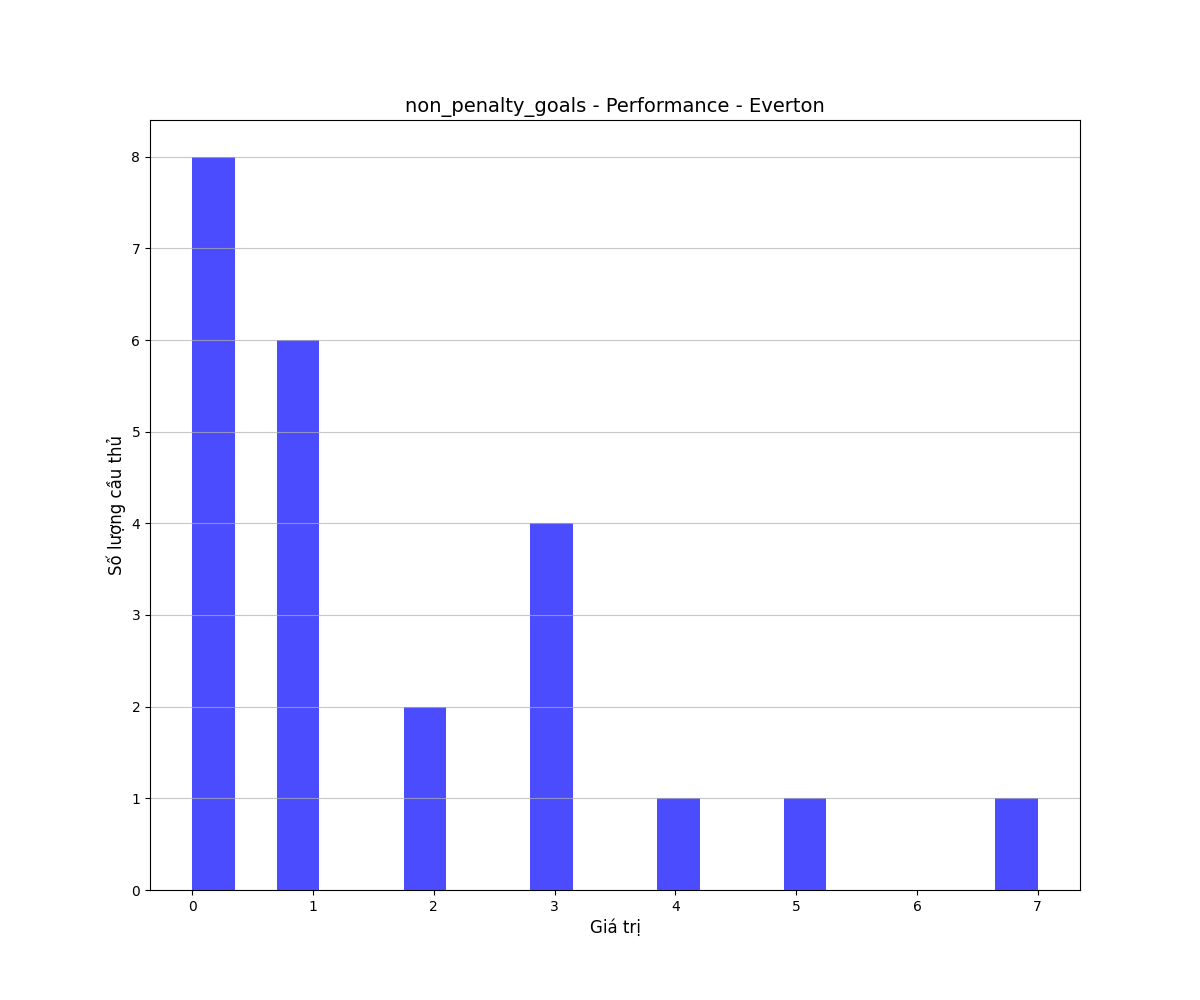 non_penalty_goals - Performance - Everton
8
7
6
5
4
3
2
1
0
Số lượng cầu thủ
0 1 2 3 4 5 6 7
Giá trị